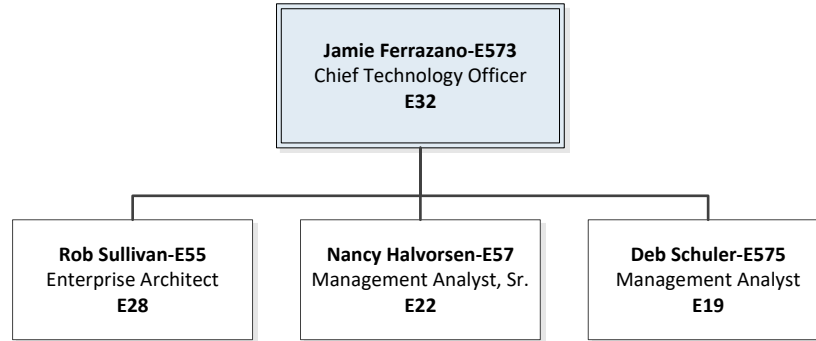 Jamie Ferrazano-E573
Chief Technology Officer
E32
Rob Sullivan-E55
Enterprise Architect
E28
Nancy Halvorsen-E57
Management Analyst, Sr.
E22
Deb Schuler-E575
Management Analyst
E19